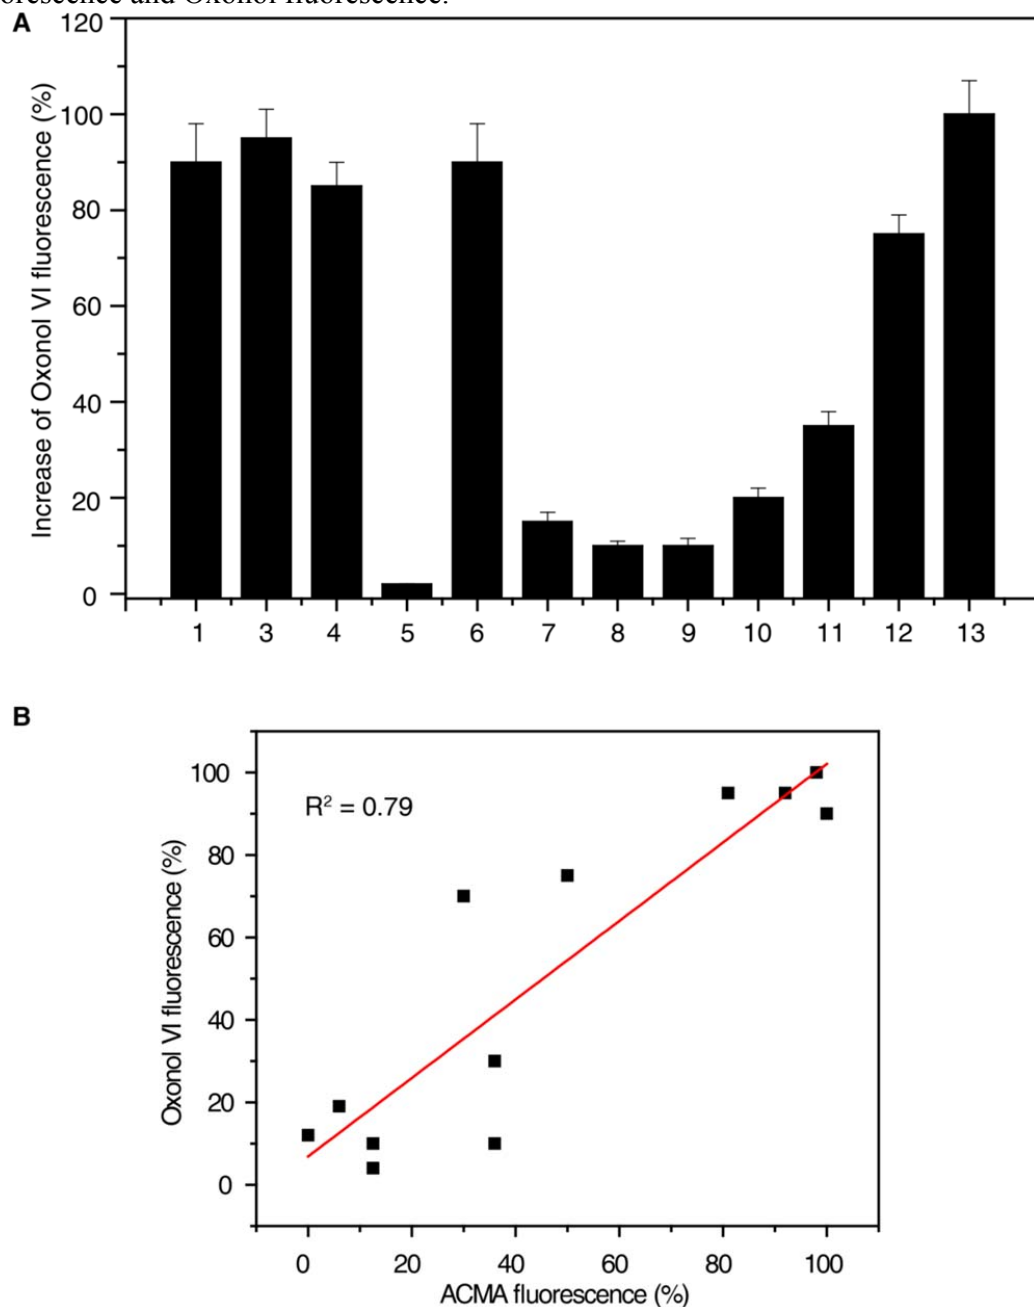 orescence and Oxonol fluorescence.
A
Increase of Oxonol VI fluorescence (%)
120
100
80
60
40
20
0
1 3 4 5 6 7 8 9 10 11 12 13
B
Oxonol VI fluorescence (%)
R² = 0.79
100
80
60
40
20
0
0 20 40 60 80 100
ACMA fluorescence (%)